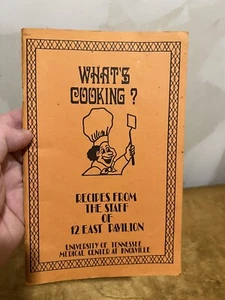 WHAT'S
COOKING?
RECIPES FROM
THE STAFF
OF
12 EAST PAVILION
UNIVERSITY OF TENNESSEE
MEDICAL CENTER AT KNOXVILLE